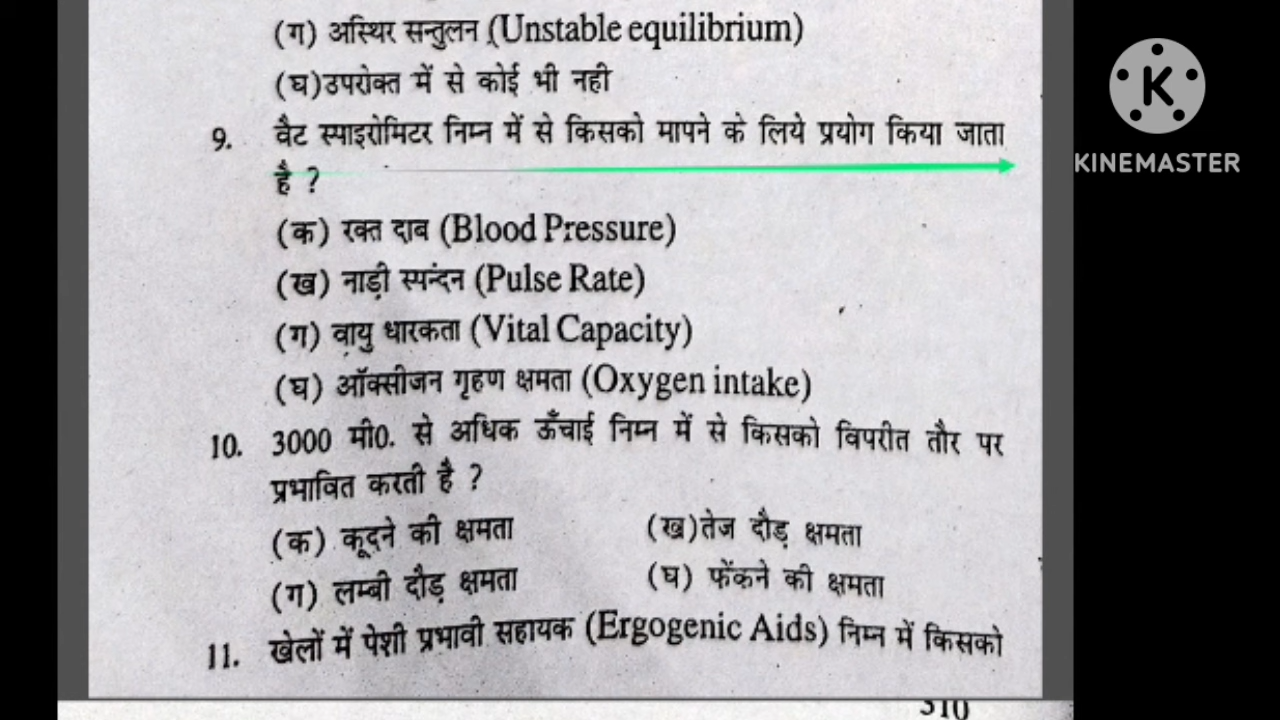 (ग) अस्थिर सन्तुलन (Unstable equilibrium)
(घ)उपरोक्त में से कोई भी नही
9. वैट स्पाइरोमिटर निम्न में से किसको मापने के लिये प्रयोग किया जाता
है ?
(क) रक्त दाब (Blood Pressure)
(ख) नाड़ी स्पन्दन (Pulse Rate)
(ग) वायु धारकता (Vital Capacity)
(घ) ऑक्सीजन गृहण क्षमता (Oxygen intake)
10. 3000 मी0. से अधिक ऊँचाई निम्न में से किसको विपरीत तौर पर
प्रभावित करती है ?
(क) कूदने की क्षमता (ख)तेज दौड़ क्षमता
(ग) लम्बी दौड़ क्षमता (घ) फेंकने की क्षमता
11. खेलों में पेशी प्रभावी सहायक (Ergogenic Aids) निम्न में किसको
310
K
KINEMASTER